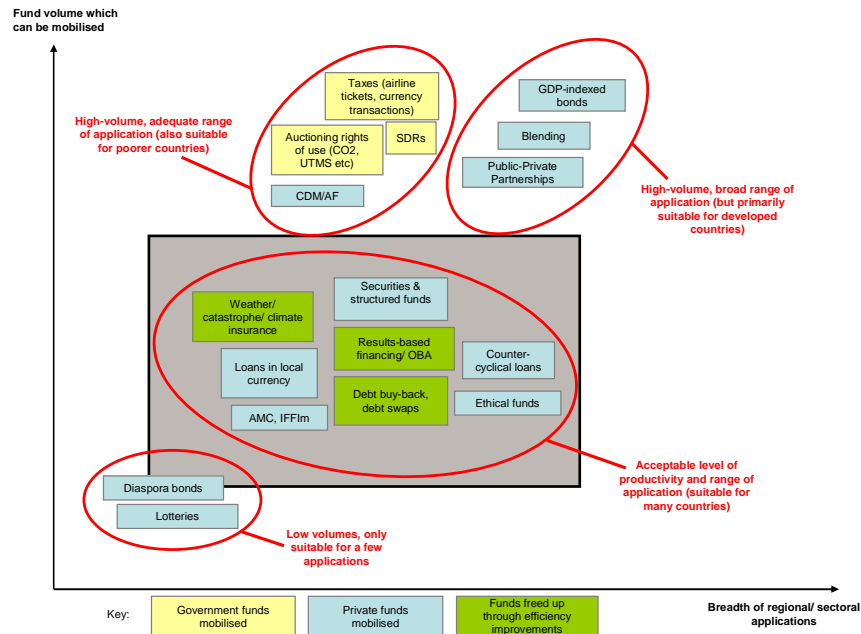 Fund volume which
can be mobilised
Taxes (airline
tickets, currency
transactions)
GDP-indexed
bonds
High-volume, adequate range
of application (also suitable
for poorer countries)
Auctioning rights
of use (CO2,
UTMS etc)
SDRs
Blending
Public-Private
Partnerships
CDM/AF
High-volume, broad range of
application (but primarily
suitable for developed
countries)
Securities &
structured funds
Weather/
catastrophe/ climate
insurance
Results-based
financing/ OBA
Counter-
cyclical loans
Loans in local
currency
Debt buy-back,
debt swaps
Ethical funds
AMC, IFFIm
Acceptable level of
productivity and range of
application (suitable for
many countries)
Diaspora bonds
Lotteries
Low volumes, only
suitable for a few
applications
Key:
Government funds
mobilised
Private funds
mobilised
Funds freed up
through efficiency
improvements
Breadth of regional/ sectoral
applications